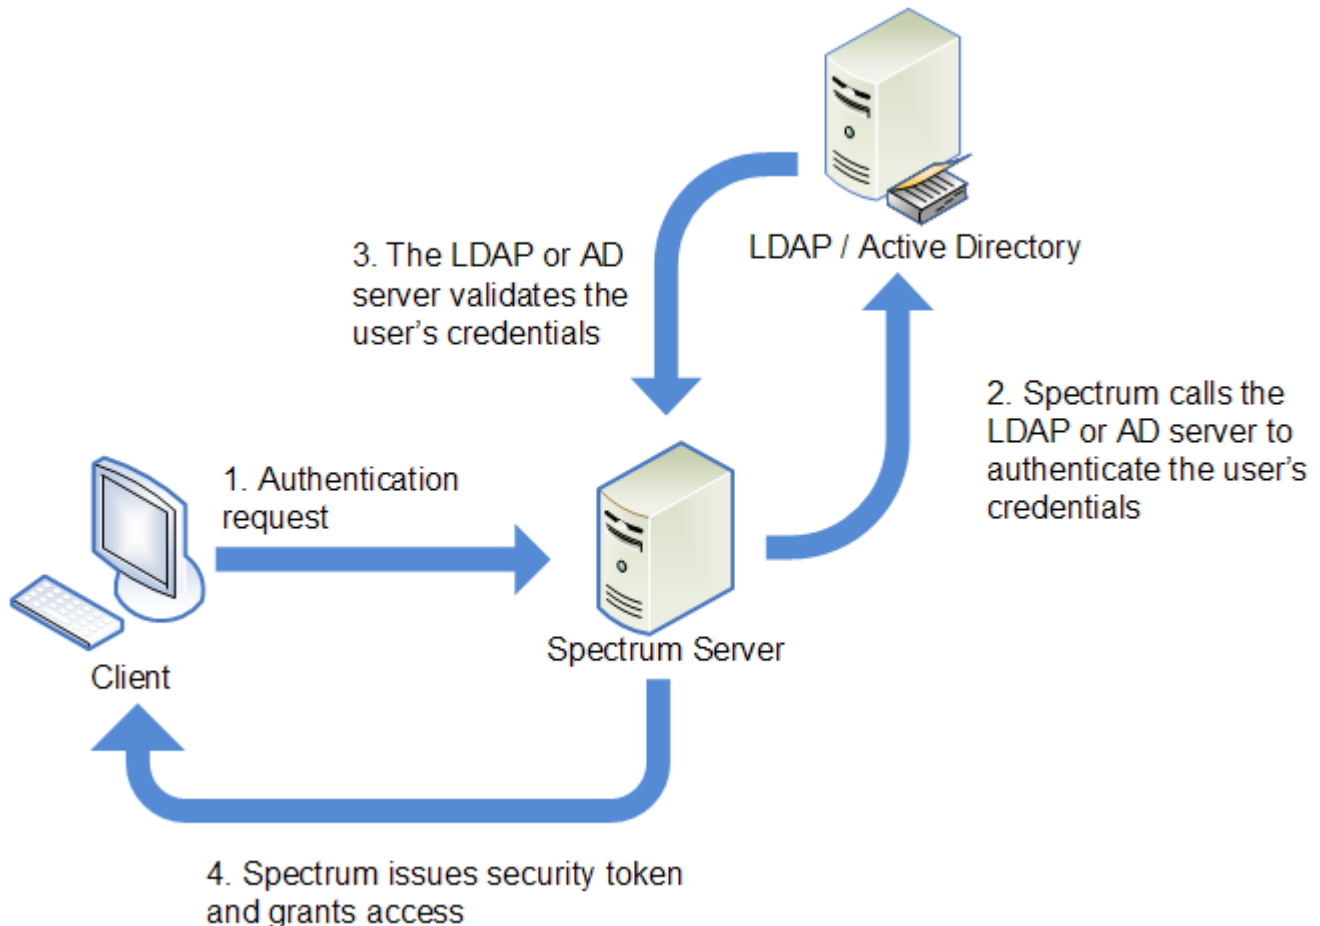 LDAP / Active Directory
3. The LDAP or AD
server validates the
user’s credentials
2. Spectrum calls the
LDAP or AD server to
authenticate the user’s
credentials
1. Authentication
request
Spectrum Server
Client
4. Spectrum issues security token
and grants access